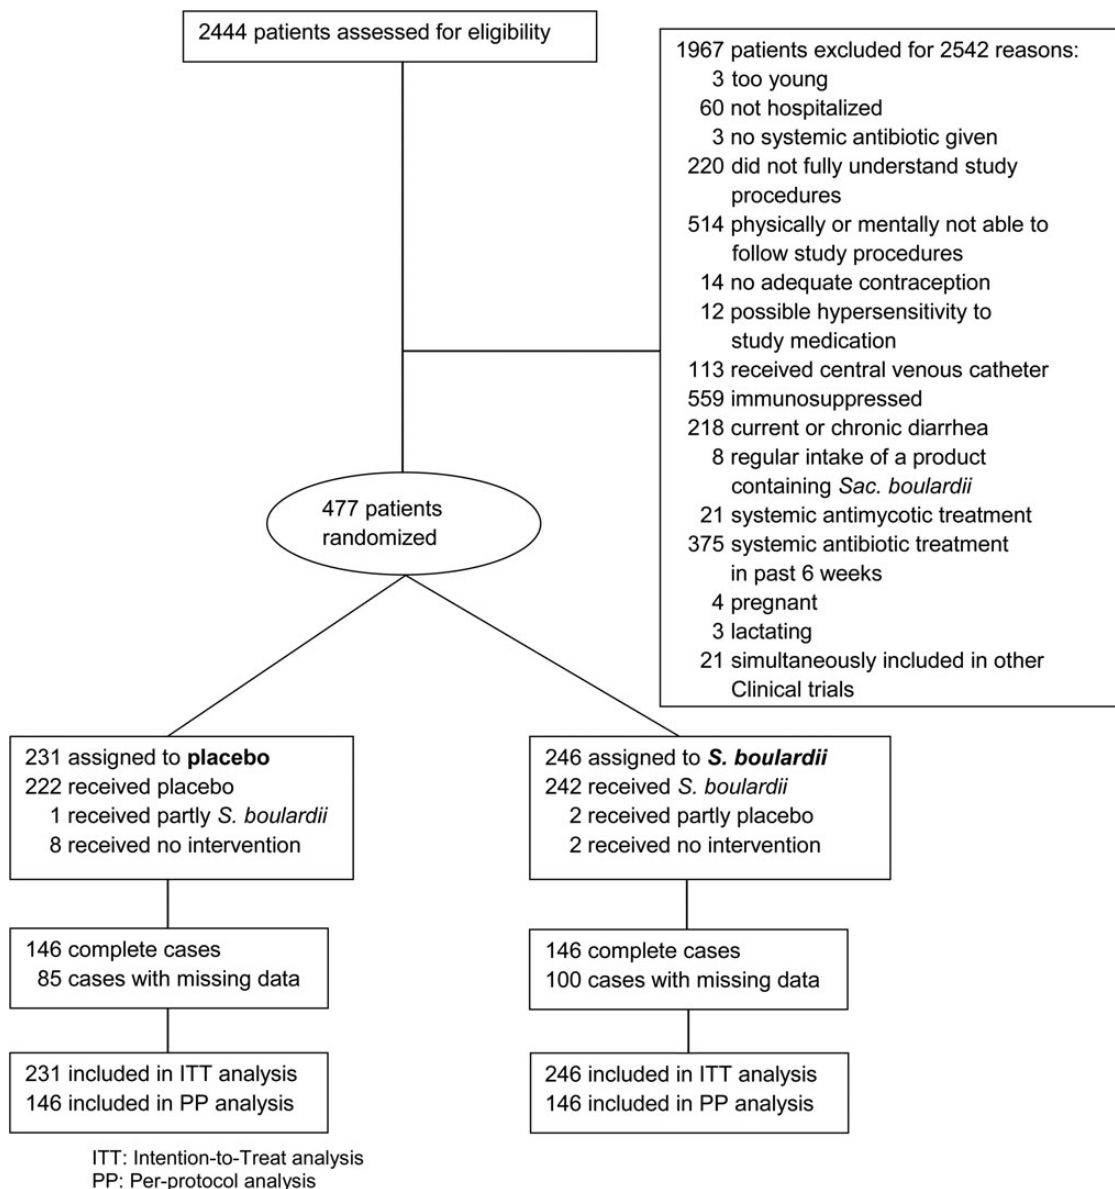 2444 patients assessed for eligibility
1967 patients excluded for 2542 reasons:
3 too young
60 not hospitalized
3 no systemic antibiotic given
220 did not fully understand study
procedures
514 physically or mentally not able to
follow study procedures
14 no adequate contraception
12 possible hypersensitivity to
study medication
113 received central venous catheter
559 immunosuppressed
218 current or chronic diarrhea
8 regular intake of a product
containing Sac. boulardii
21 systemic antimycotic treatment
375 systemic antibiotic treatment
in past 6 weeks
4 pregnant
3 lactating
21 simultaneously included in other
Clinical trials
477 patients
randomized
231 assigned to placebo
222 received placebo
1 received partly S. boulardii
8 received no intervention
246 assigned to S. boulardii
242 received S. boulardii
2 received partly placebo
2 received no intervention
146 complete cases
85 cases with missing data
146 complete cases
100 cases with missing data
231 included in ITT analysis
146 included in PP analysis
246 included in ITT analysis
146 included in PP analysis
ITT: Intention-to-Treat analysis
PP: Per-protocol analysis